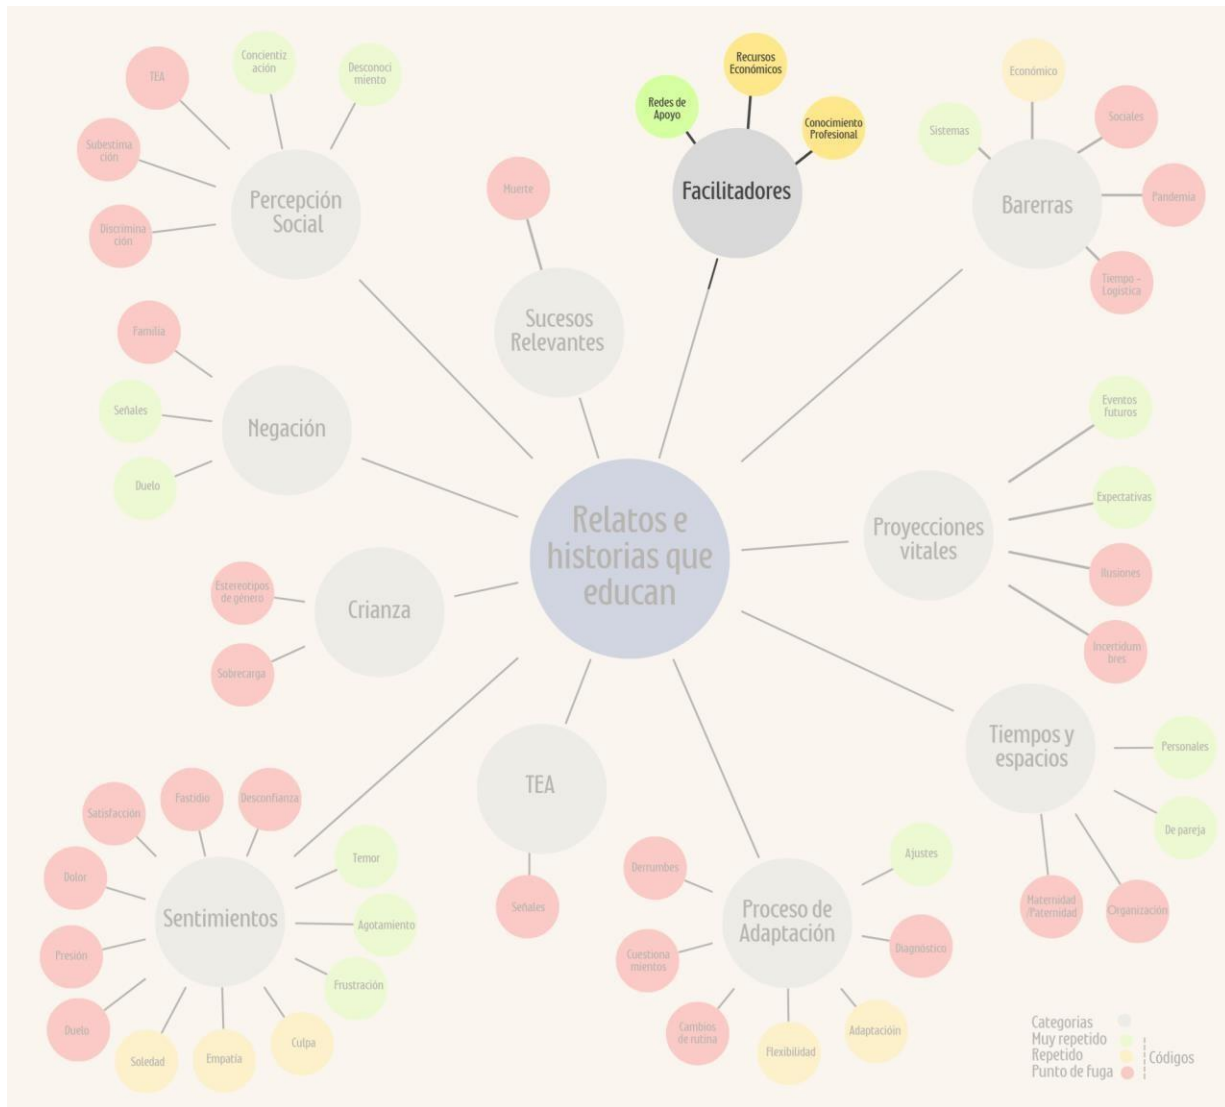 TEA
Concientiz
ación
Desconoci
miento
Subestima
ción
Discrimina
ción
Percepción
Social
Muerte
Sucesos
Relevantes
Redes de
Apoyo
Recursos
Económicos
Conocimiento
Profesional
Facilitadores
Económico
Sistemas
Sociales
Pandemia
Tiempo -
Logística
Barerras
Familia
Señales
Duelo
Negación
Relatos e
historias que
educan
Eventos
futuros
Expectativas
Ilusiones
Incertidum
bres
Proyecciones
vitales
Estereotipos
de género
Sobrecarga
Crianza
Tiempos y
espacios
Personales
De pareja
Maternidad
/Paternidad
Organización
TEA
Señales
Satisfacción
Fastidio
Desconfianza
Temor
Dolor
Agotamiento
Presión
Frustración
Duelo
Soledad
Empatía
Culpa
Sentimientos
Derrumbes
Ajustes
Cuestiona
mientos
Diagnóstico
Cambios
de rutina
Flexibilidad
Adaptacióin
Proceso de
Adaptación
Categorias
Muy repetido
Repetido
Punto de fuga
Códigos